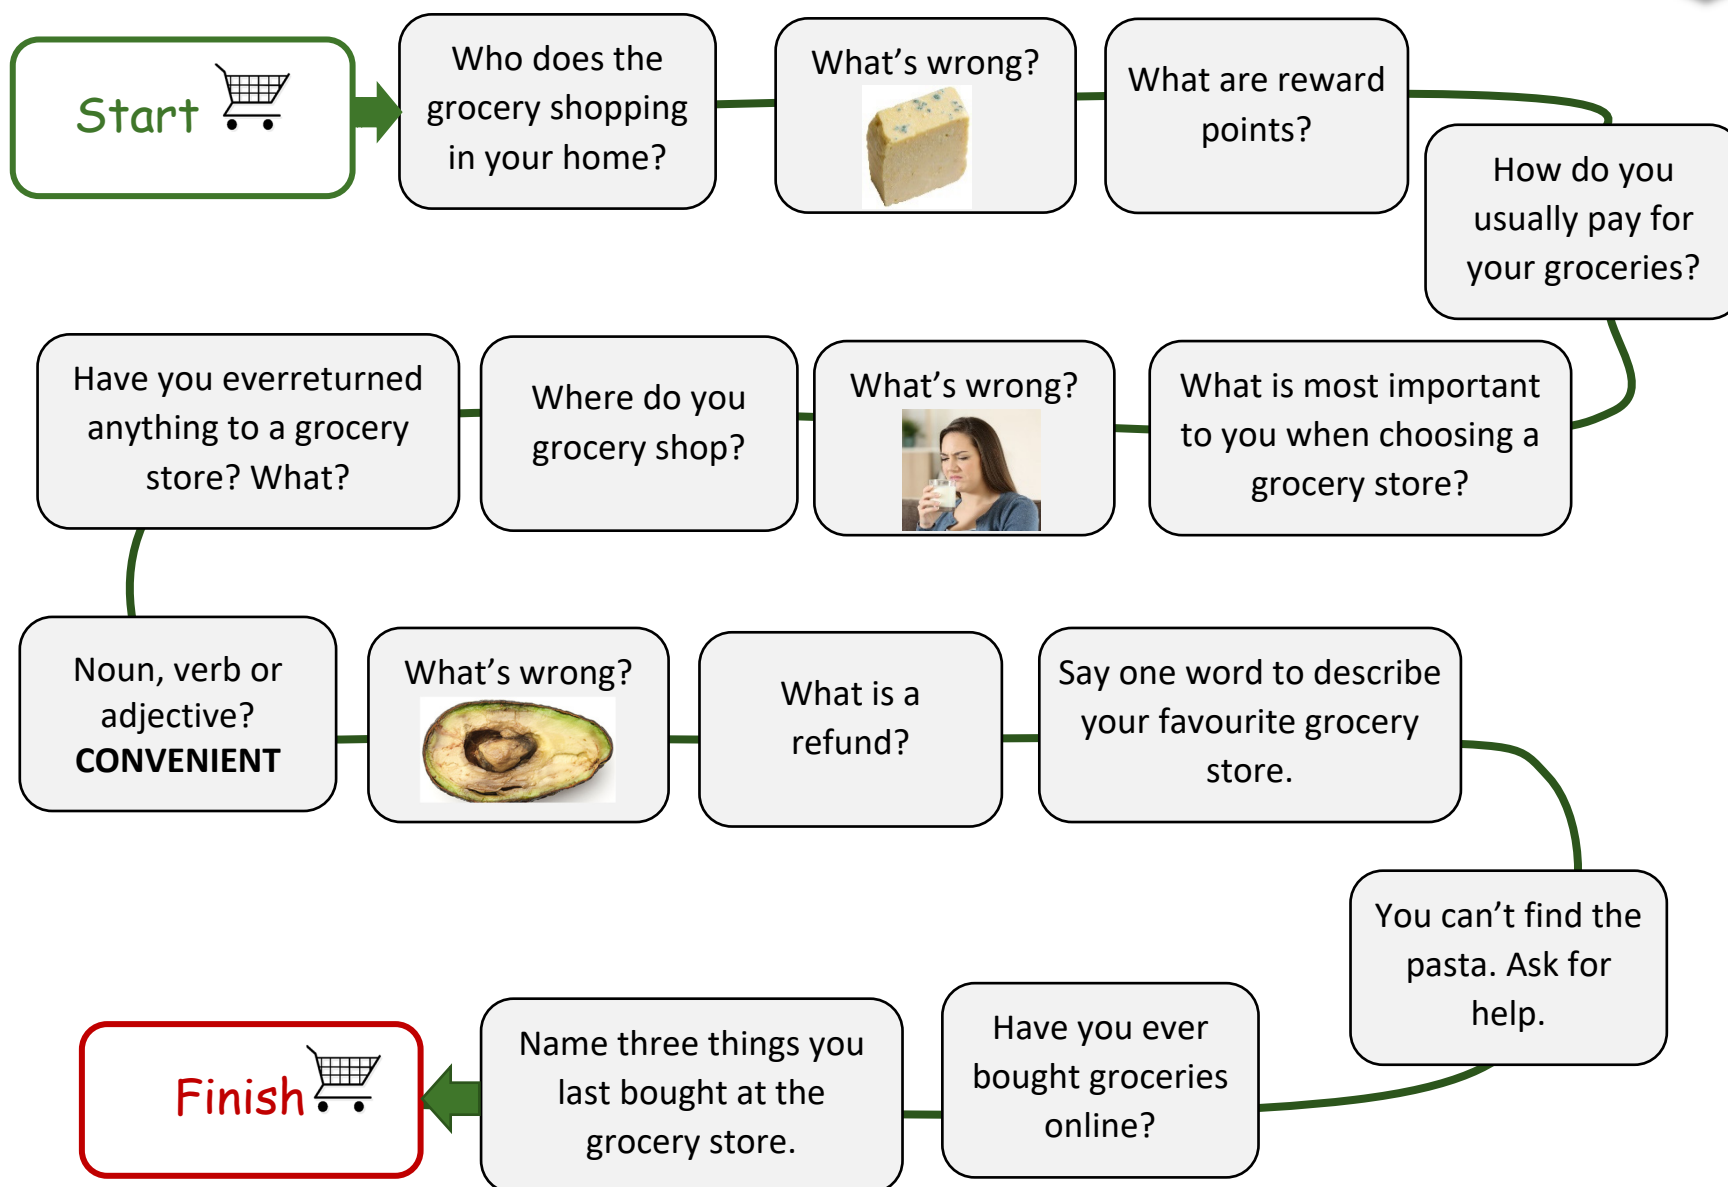 Start
Who does the
grocery shopping
in your home?
What's wrong?
What are reward
points?
How do you
usually pay for
your groceries?
What is most important
to you when choosing a
grocery store?
What's wrong?
Where do you
grocery shop?
Have you everreturned
anything to a grocery
store? What?
Noun, verb or
adjective?
CONVENIENT
What's wrong?
What is a
refund?
Say one word to describe
your favourite grocery
store.
You can't find the
pasta. Ask for
help.
Have you ever
bought groceries
online?
Name three things you
last bought at the
grocery store.
Finish